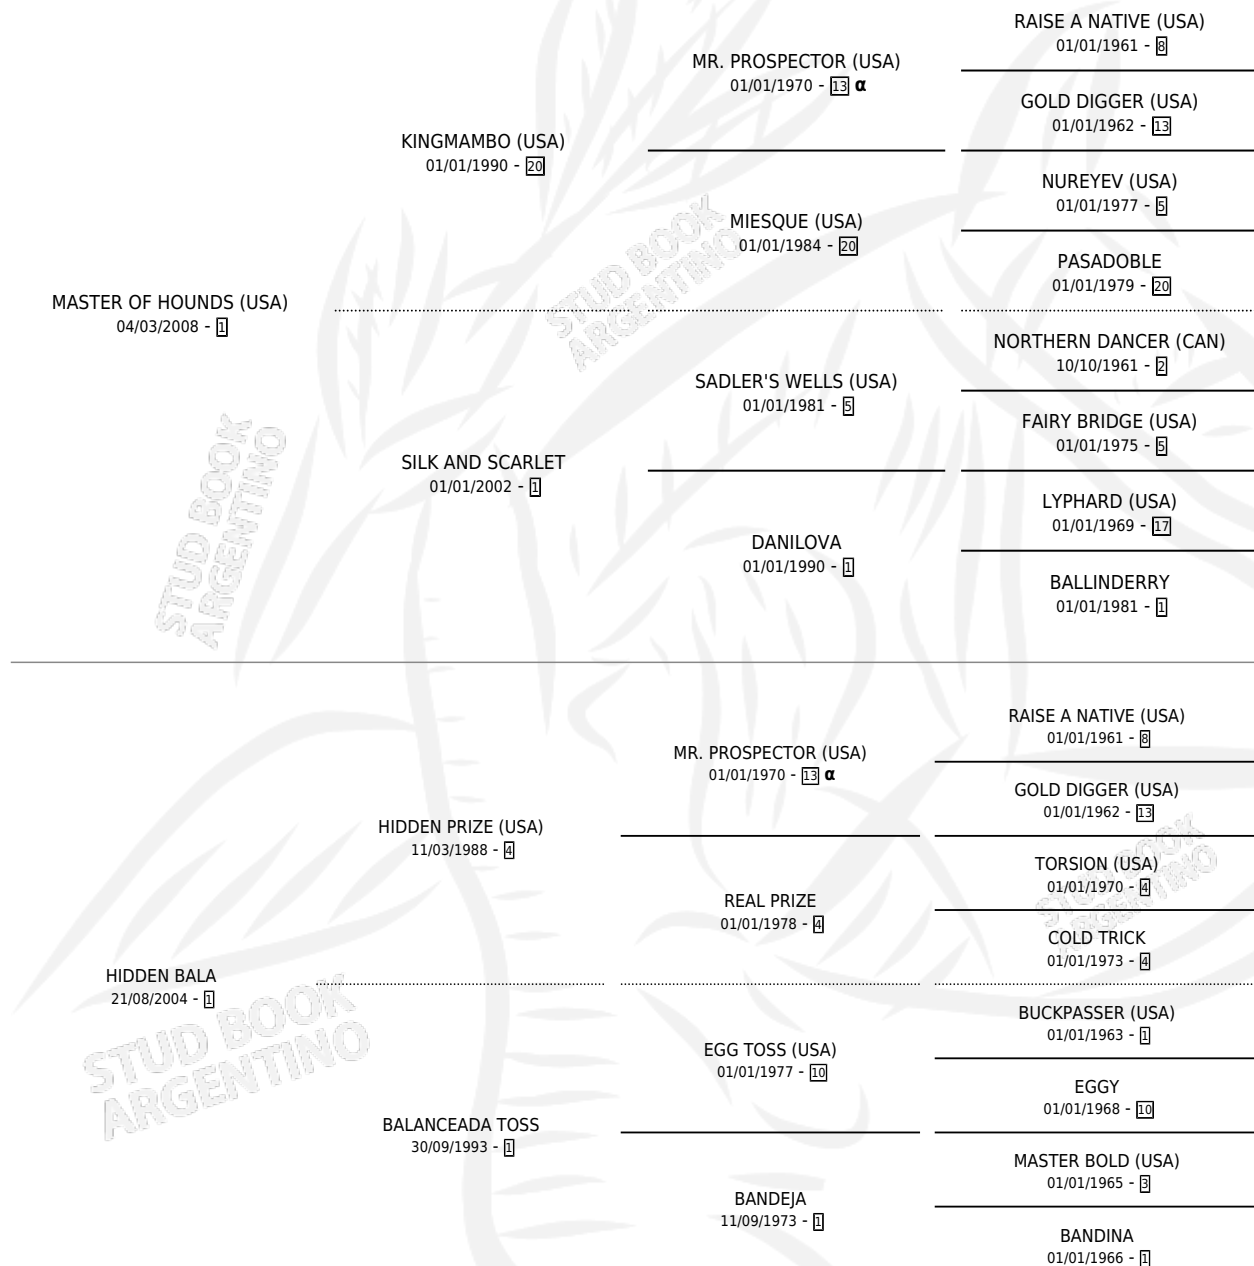 RAISE A NATIVE (USA)
01/01/1961 - 8
MR. PROSPECTOR (USA)
01/01/1970 - 13 α
GOLD DIGGER (USA)
01/01/1962 - 13
KINGMAMBO (USA)
01/01/1990 - 20
NUREYEV (USA)
01/01/1977 - 5
MIESQUE (USA)
01/01/1984 - 20
PASADOBLE
01/01/1979 - 20
MASTER OF HOUNDS (USA)
04/03/2008 - 1
NORTHERN DANCER (CAN)
10/10/1961 - 2
SADLER'S WELLS (USA)
01/01/1981 - 5
FAIRY BRIDGE (USA)
01/01/1975 - 5
SILK AND SCARLET
01/01/2002 - 1
LYPHARD (USA)
01/01/1969 - 17
DANILOVA
01/01/1990 - 1
BALLINDERRY
01/01/1981 - 1
RAISE A NATIVE (USA)
01/01/1961 - 8
MR. PROSPECTOR (USA)
01/01/1970 - 13 α
GOLD DIGGER (USA)
01/01/1962 - 13
HIDDEN PRIZE (USA)
11/03/1988 - 4
TORSION (USA)
01/01/1970 - 4
REAL PRIZE
01/01/1978 - 4
COLD TRICK
01/01/1973 - 4
HIDDEN BALA
21/08/2004 - 1
BUCKPASSER (USA)
01/01/1963 - 1
EGG TOSS (USA)
01/01/1977 - 10
EGGY
01/01/1968 - 10
BALANCEADA TOSS
30/09/1993 - 1
MASTER BOLD (USA)
01/01/1965 - 3
BANDEJA
11/09/1973 - 1
BANDINA
01/01/1966 - 1
STUD BOOK
ARGENTINO
STUD BOOK
ARGENTINO
STUD BOOK
ARGENTINO
STUD BOOK
ARGENTINO